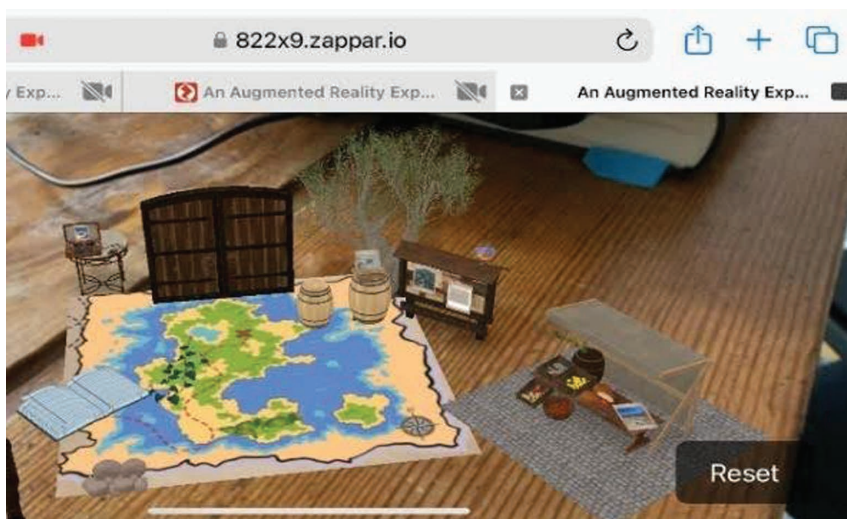 822x9.zappar.io
/ Exp...
An Augmented Reality Exp...
An Augmented Reality Exp...
Reset